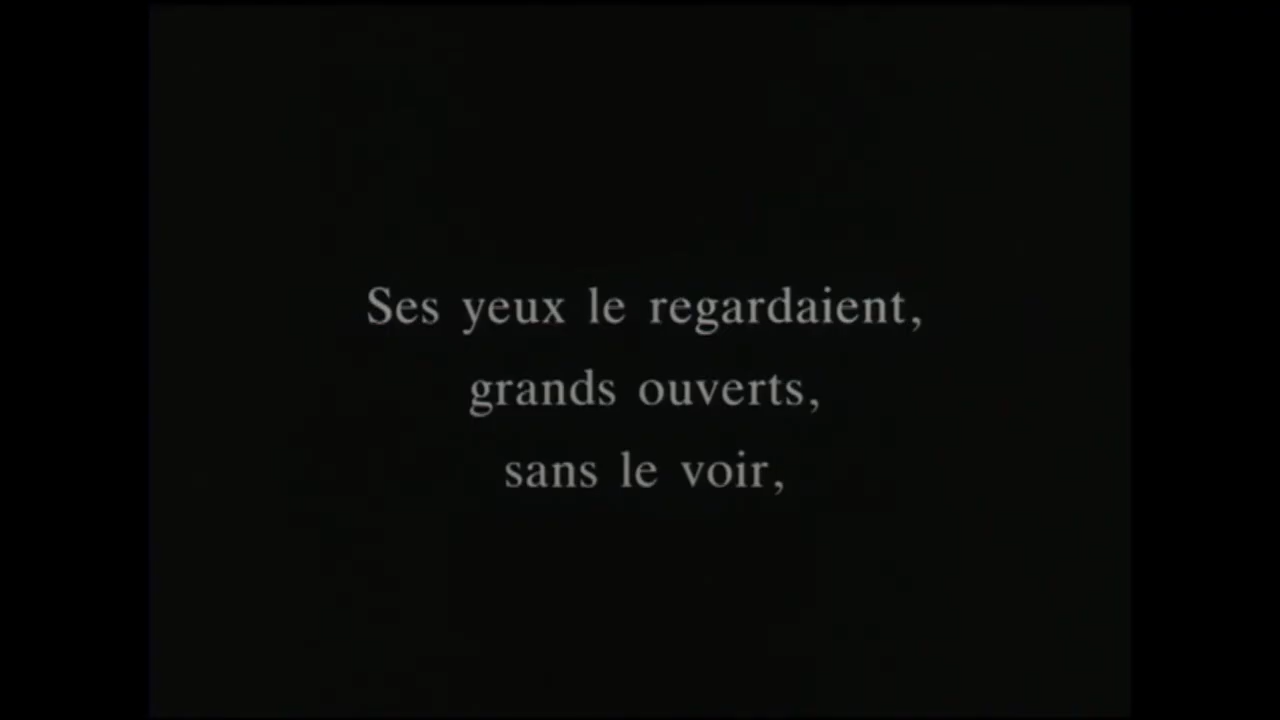 Ses yeux le regardaient,
grands ouverts,
sans le voir,